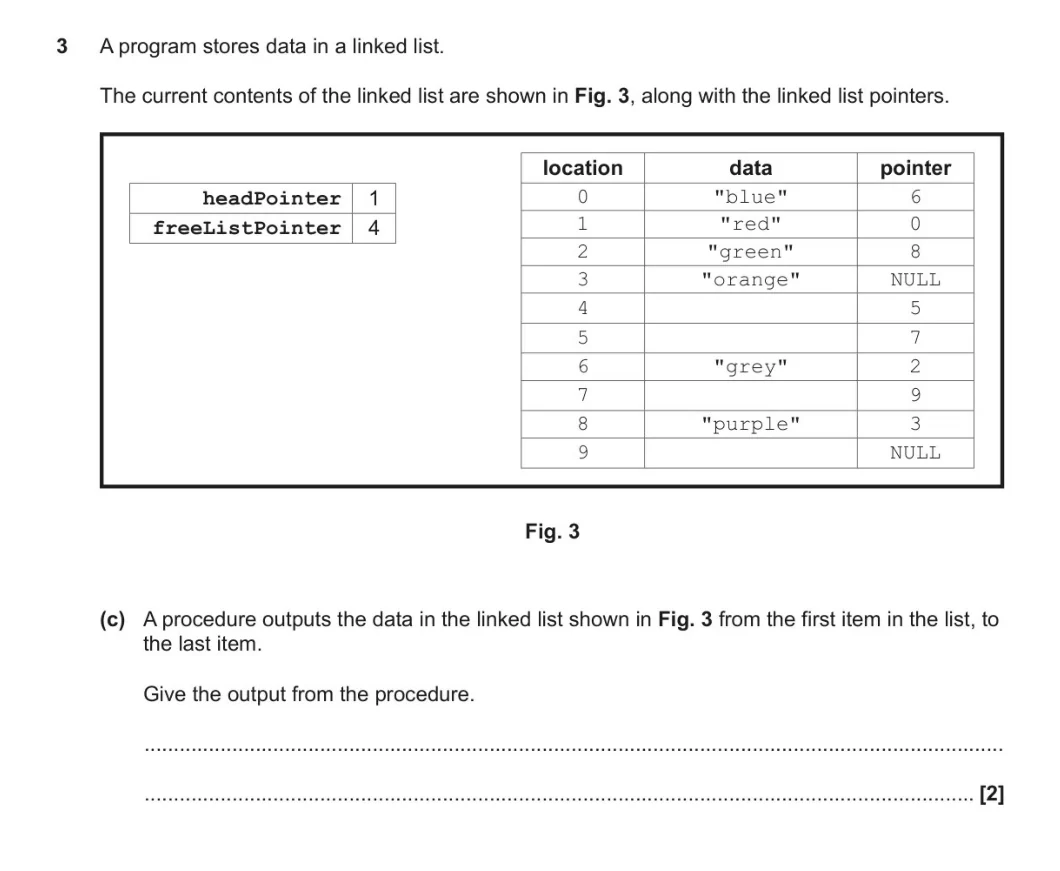 3 A program stores data in a linked list.
The current contents of the linked list are shown in Fig. 3, along with the linked list pointers.
headPointer 1
freeListPointer 4
location data pointer
0 "blue" 6
1 "red" 0
2 "green" 8
3 "orange" NULL
4 5
5 7
6 "grey" 2
7 9
8 "purple" 3
9 NULL
Fig. 3
(c) A procedure outputs the data in the linked list shown in Fig. 3 from the first item in the list, to
the last item.
Give the output from the procedure.
[2]